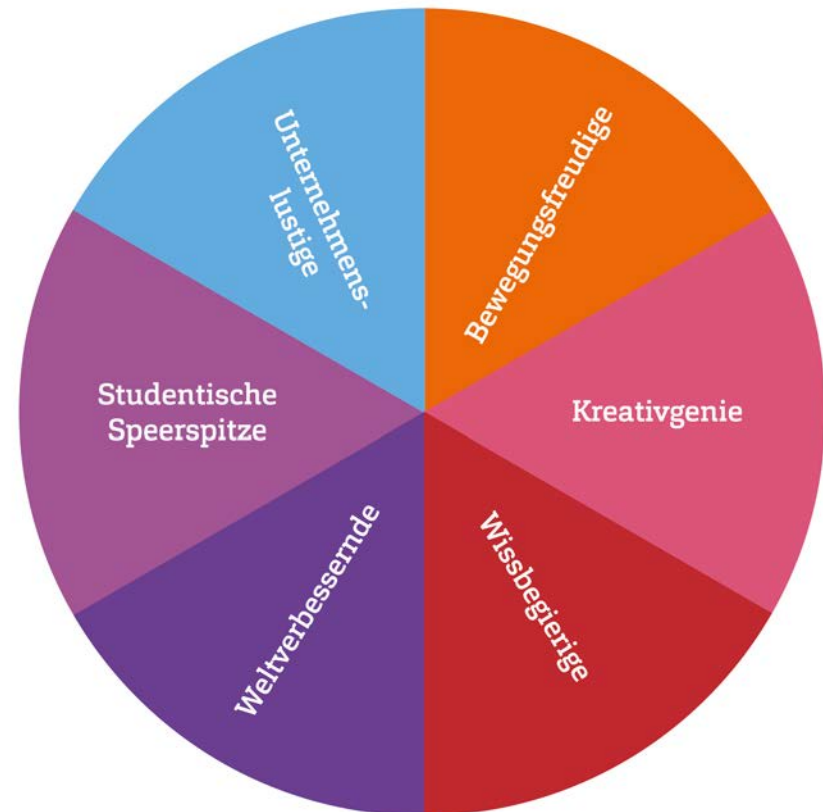 Unternehmens-
lustige
Bewegungsfreudige
Studentische
Speerspitze
Kreativgenie
Weltverbessernde
Wissbegierige